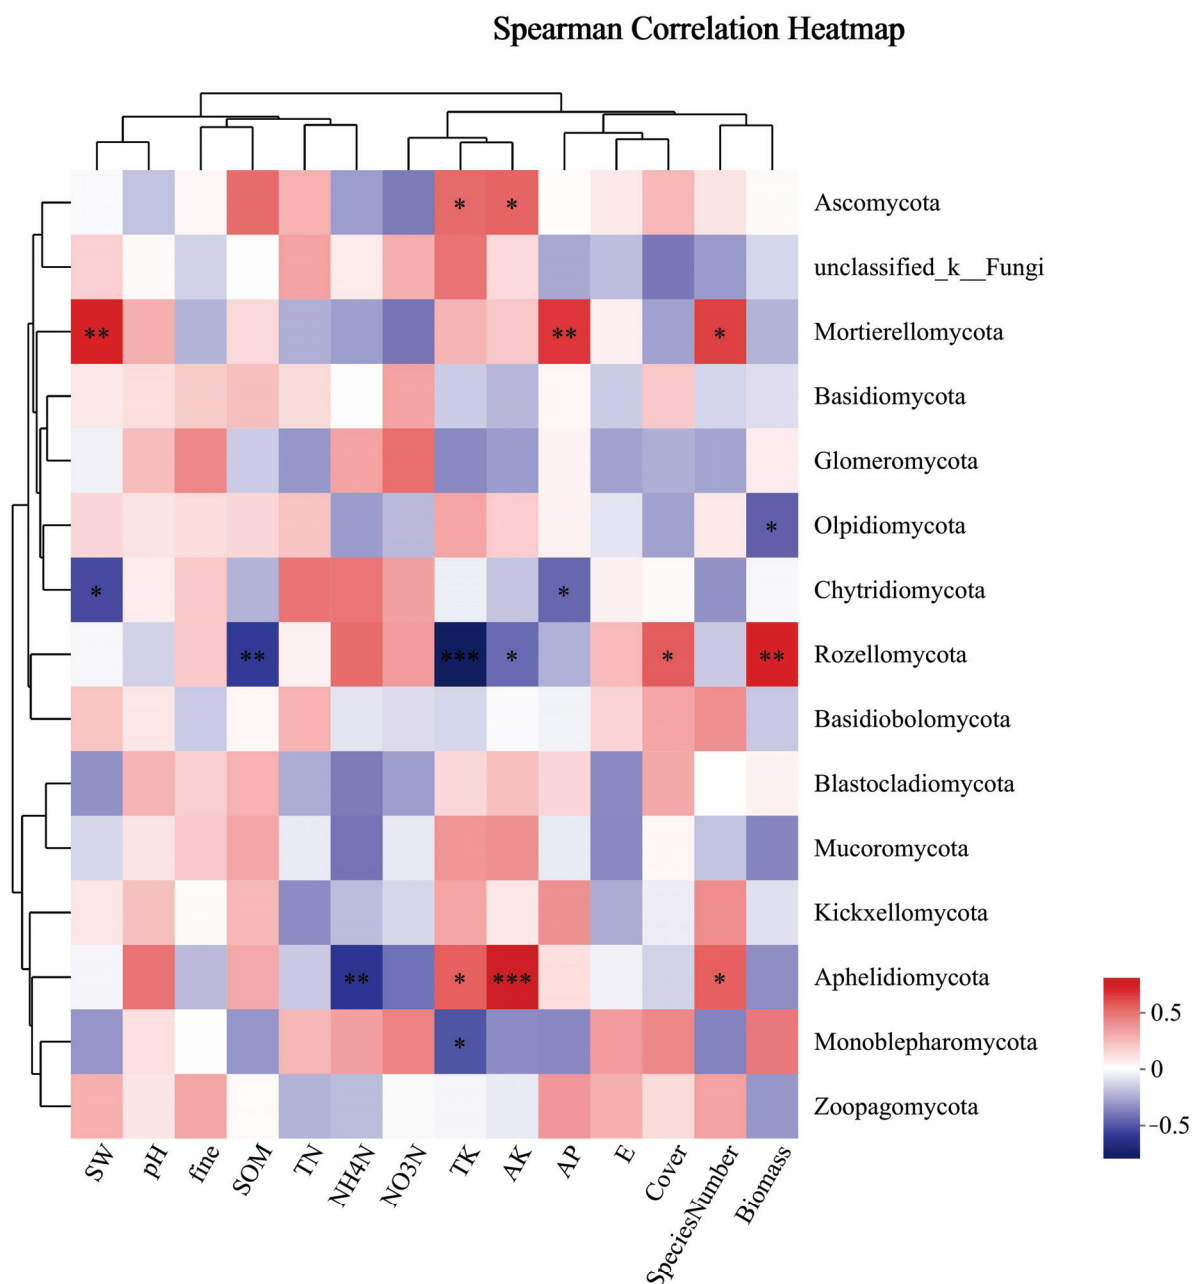 Spearman Correlation Heatmap
* * Ascomycota
unclassified_k__Fungi
** ** * Mortierellomycota
Basidiomycota
Glomeromycota
* Olpidiomycota
* * Chytridiomycota
** *** * * ** Rozellomycota
Basidiobolomycota
Blastocladiomycota
Mucoromycota
Kickxellomycota
** * *** * Aphelidiomycota
* Monoblepharomycota
Zoopagomycota
0.5
0
−0.5
SW pH fine SOM TN NH4N NO3N TK AK AP E Cover SpeciesNumber Biomass